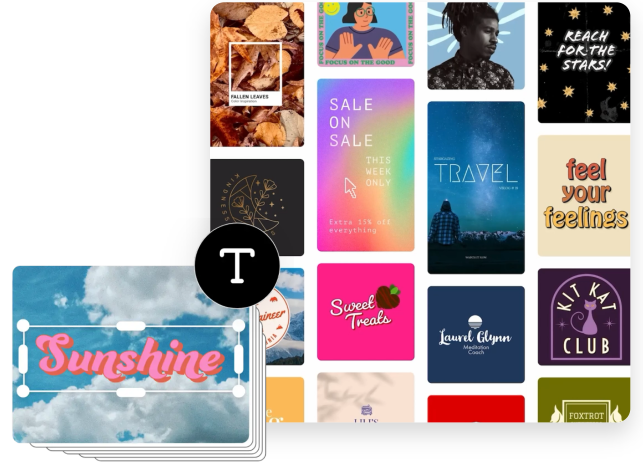 FALLEN LEAVES
FOCUS ON THE GOOD
REACH
FOR THE
STARS!
SALE
ON
SALE
THIS
WEEK
ONLY
Extra 15% off
everything
TRAVEL
feel
your
feelings
T
Sunshine
Sweet
Treats
Laurel Glynn
Meditation
Coach
KIT KAT
CLUB
FOXTROT